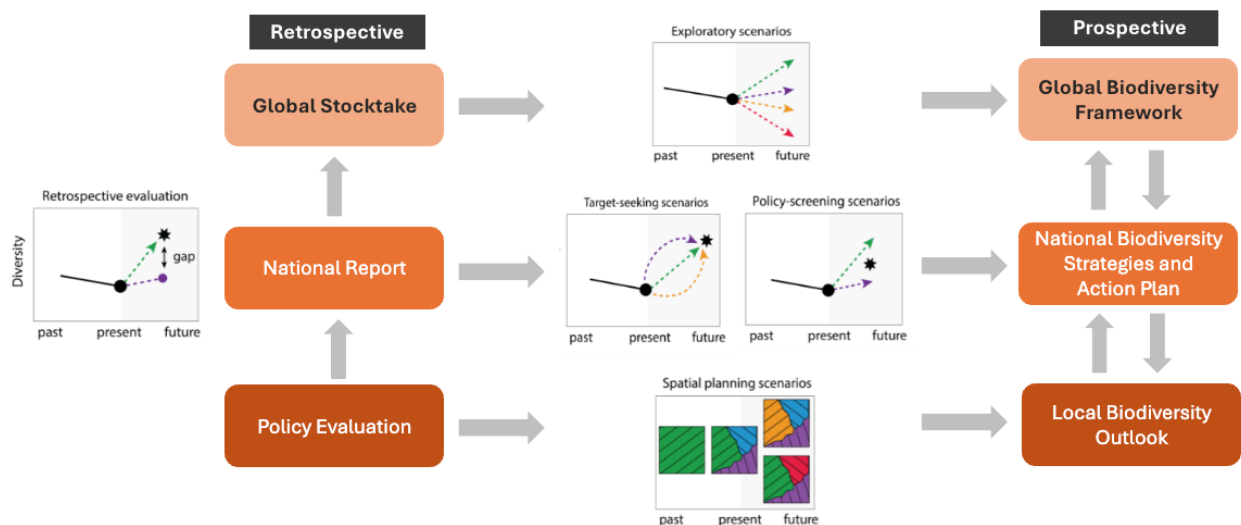 Retrospective
Prospective
Exploratory scenarios
Global Stocktake
past present future
Global Biodiversity
Framework
Retrospective evaluation
Diversity
gap
past present future
National Report
Target-seeking scenarios
past present future
Policy-screening scenarios
past present future
National Biodiversity
Strategies and
Action Plan
Policy Evaluation
Spatial planning scenarios
past present future
Local Biodiversity
Outlook